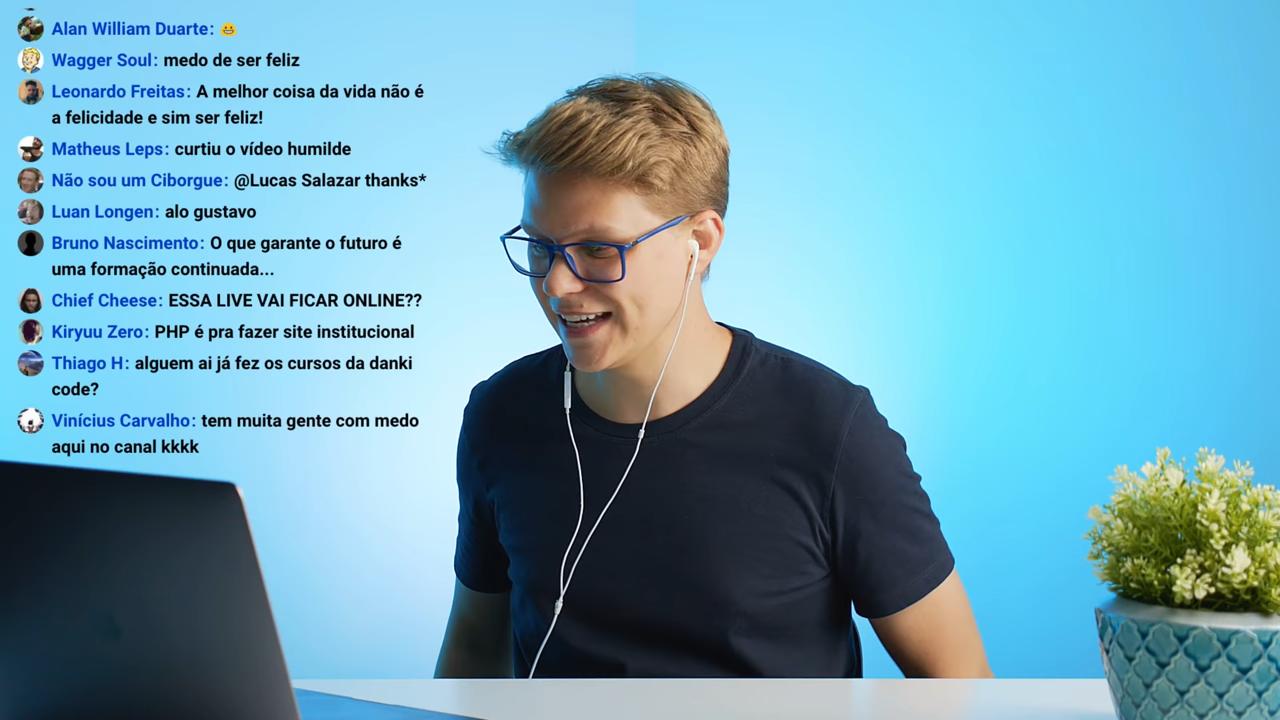 Alan William Duarte: 😬
Wagger Soul: medo de ser feliz
Leonardo Freitas: A melhor coisa da vida não é
a felicidade e sim ser feliz!
Matheus Leps: curtiu o vídeo humilde
Não sou um Ciborgue: @Lucas Salazar thanks*
Luan Longen: alo gustavo
Bruno Nascimento: O que garante o futuro é
uma formação continuada...
Chief Cheese: ESSA LIVE VAI FICAR ONLINE??
Kiryuu Zero: PHP é pra fazer site institucional
Thiago H: alguem ai já fez os cursos da danki
code?
Vinícius Carvalho: tem muita gente com medo
aqui no canal kkkk